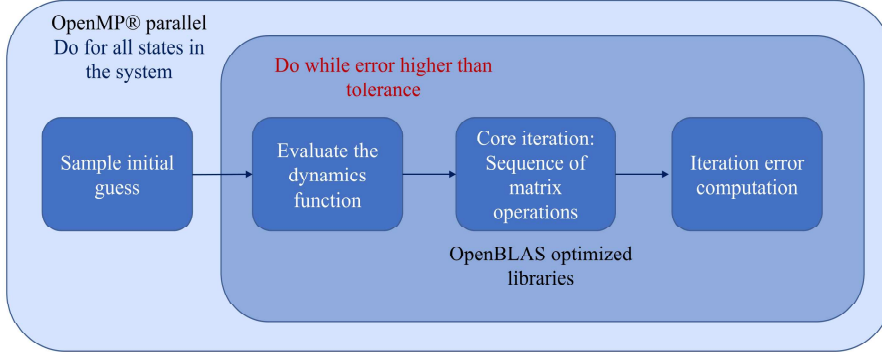 OpenMP® parallel
Do for all states in
the system
Do while error higher than
tolerance
Sample initial
guess
Evaluate the
dynamics
function
Core iteration:
Sequence of
matrix
operations
Iteration error
computation
OpenBLAS optimized
libraries